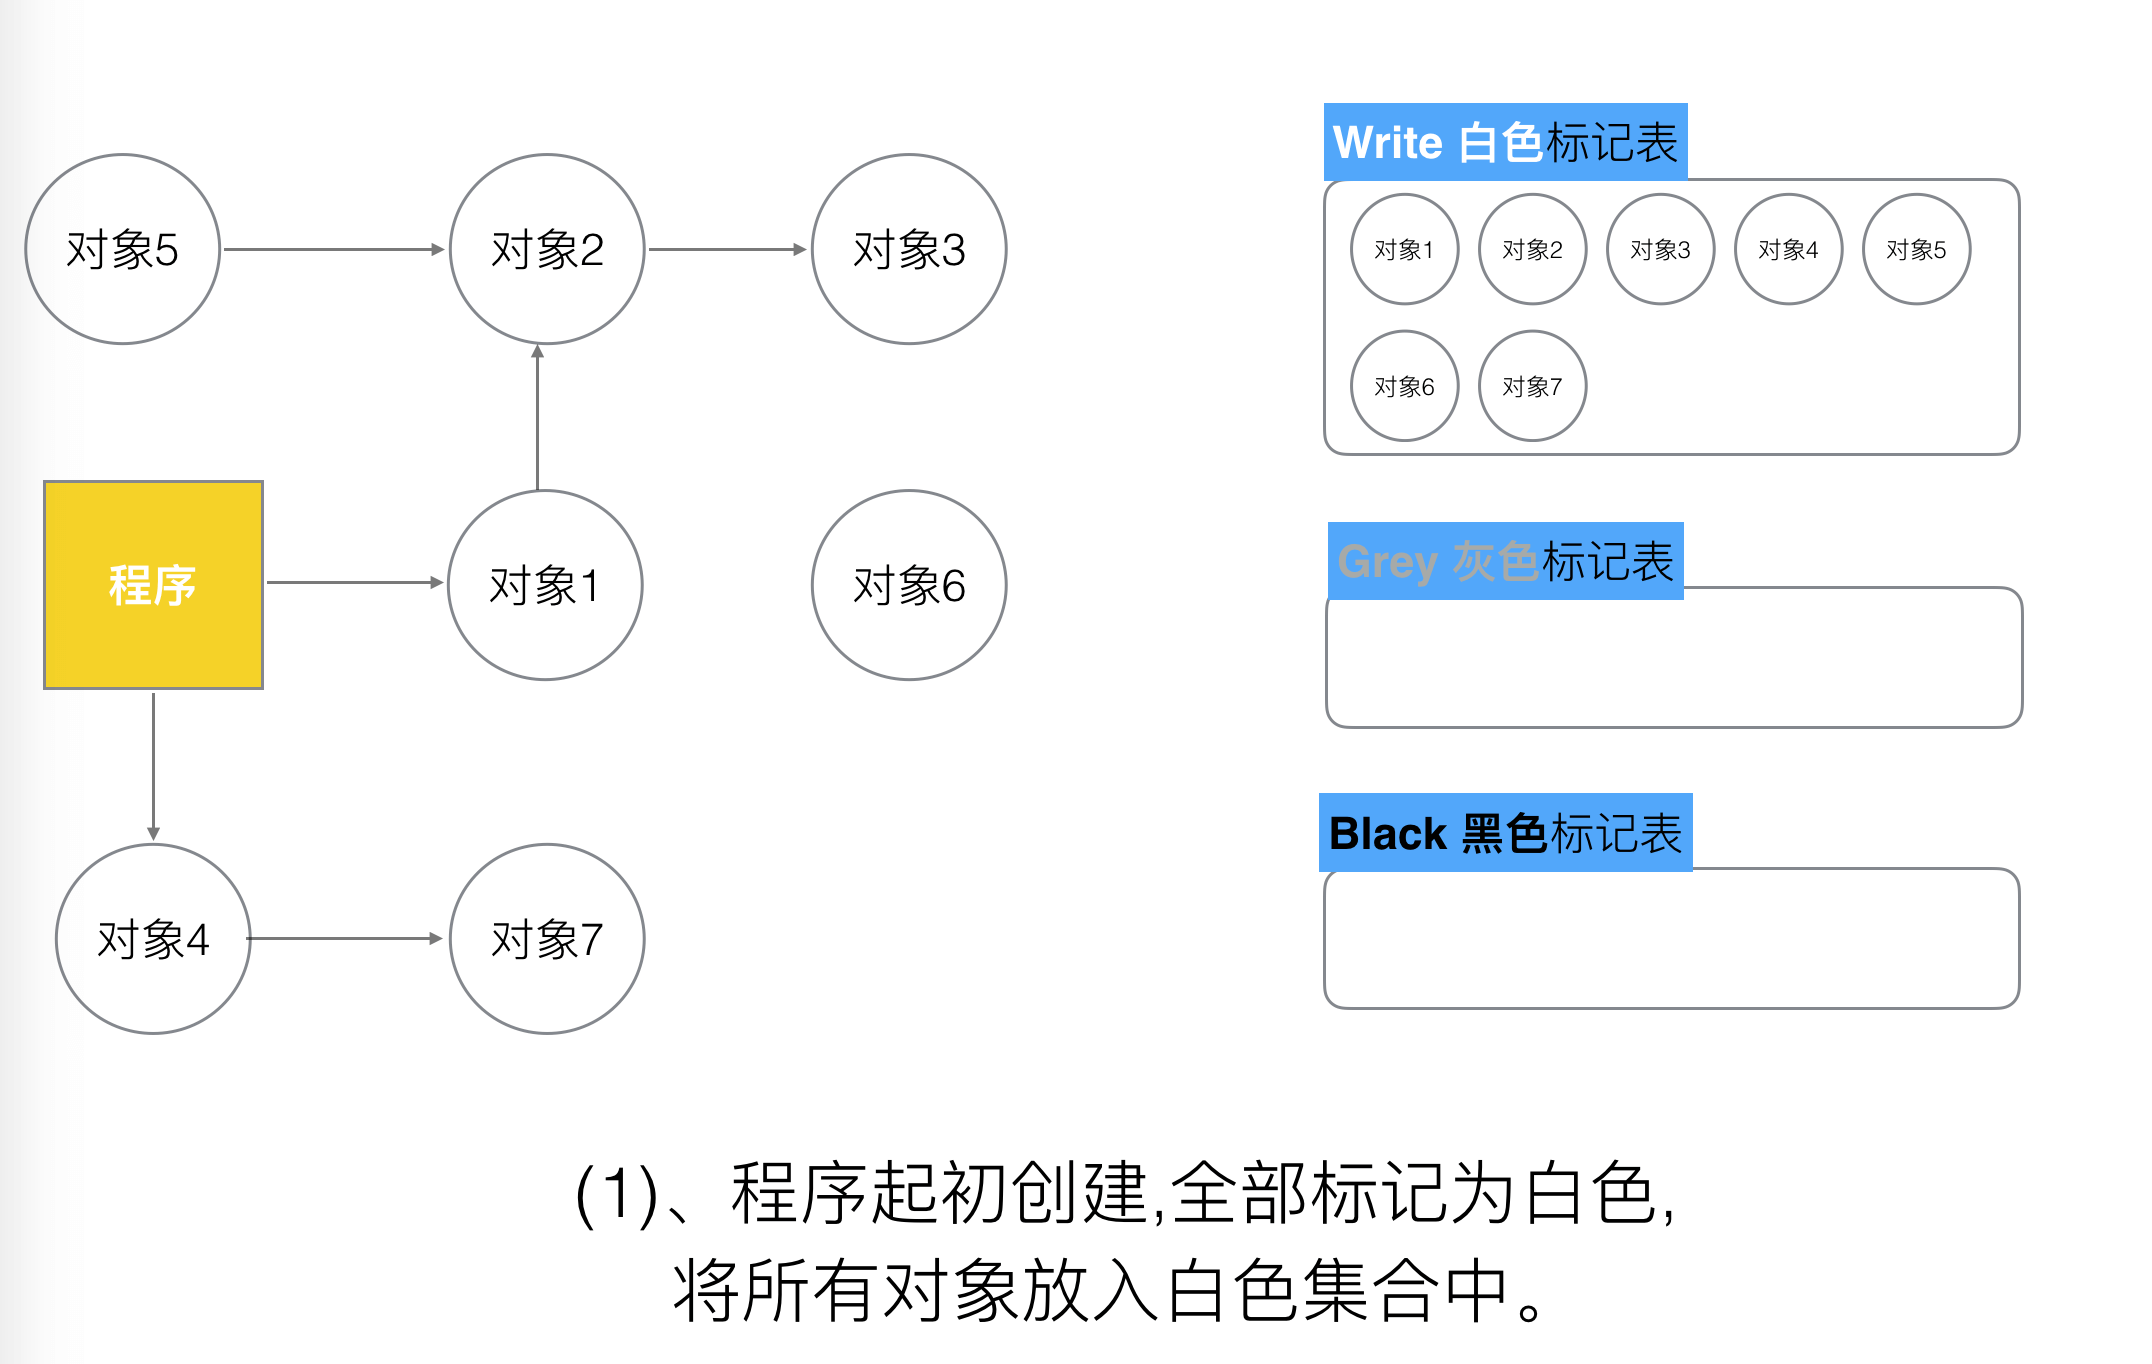 Write 白色标记表
对象5
对象2
对象3
对象1
对象2
对象3
对象4
对象5
对象6
对象7
程序
对象1
对象6
Grey 灰色标记表
Black 黑色标记表
对象4
对象7
(1)、程序起初创建,全部标记为白色,
将所有对象放入白色集合中。